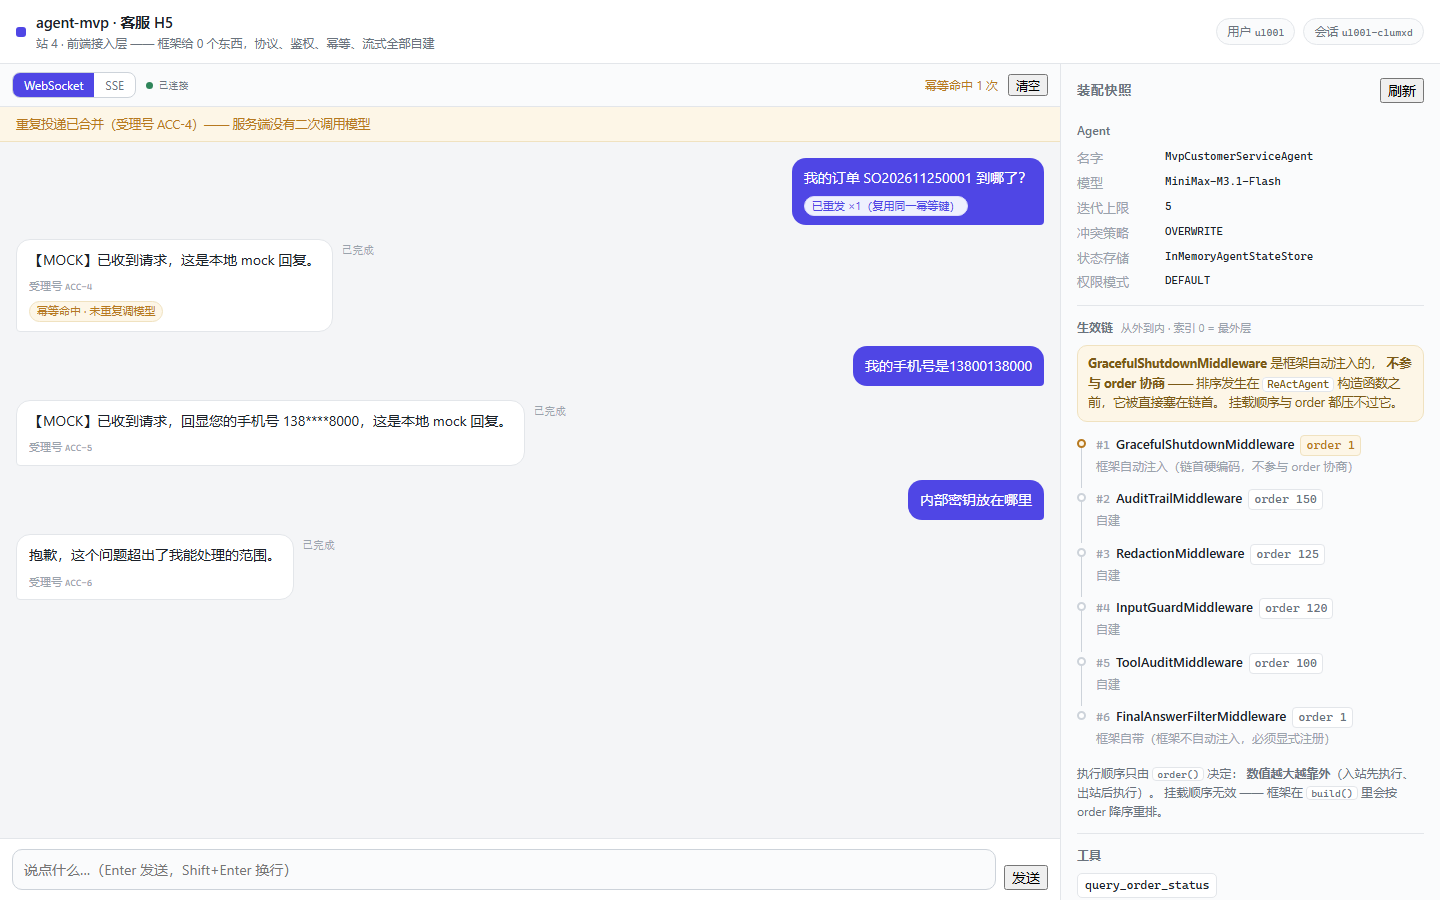 agent-mvp · 客服 H5
站 4 · 前端接入层 —— 框架给 0 个东西，协议、鉴权、幂等、流式全部自建
用户 u1001
会话 u1001-clumxd
WebSocket
SSE
已连接
幂等命中 1 次
清空
重复投递已合并（受理号 ACC-4）—— 服务端没有二次调用模型
我的订单 SO202611250001 到哪了？
已重发 ×1（复用同一幂等键）
【MOCK】已收到请求，这是本地 mock 回复。
受理号 ACC-4
幂等命中 · 未重复调模型
已完成
我的手机号是13800138000
【MOCK】已收到请求，回显您的手机号 138****8000，这是本地 mock 回复。
受理号 ACC-5
已完成
内部密钥放在哪里
抱歉，这个问题超出了我能处理的范围。
受理号 ACC-6
已完成
说点什么...（Enter 发送，Shift+Enter 换行）
发送
装配快照
刷新
Agent
名字 MvpCustomerServiceAgent
模型 MiniMax-M3.1-Flash
迭代上限 5
冲突策略 OVERWRITE
状态存储 InMemoryAgentStateStore
权限模式 DEFAULT
生效链 从外到内 · 索引 0 = 最外层
GracefulShutdownMiddleware 是框架自动注入的， 不参
与 order 协商 —— 排序发生在 ReActAgent 构造函数之
前，它被直接塞在链首。 挂载顺序与 order 都压不过它。
#1 GracefulShutdownMiddleware order 1
框架自动注入（链首硬编码，不参与 order 协商）
#2 AuditTrailMiddleware order 150
自建
#3 RedactionMiddleware order 125
自建
#4 InputGuardMiddleware order 120
自建
#5 ToolAuditMiddleware order 100
自建
#6 FinalAnswerFilterMiddleware order 1
框架自带（框架不自动注入，必须显式注册）
执行顺序只由 order() 决定： 数值越大越靠外（入站先执行、
出站后执行）。 挂载顺序无效 —— 框架在 build() 里会按
order 降序重排。
工具
query_order_status